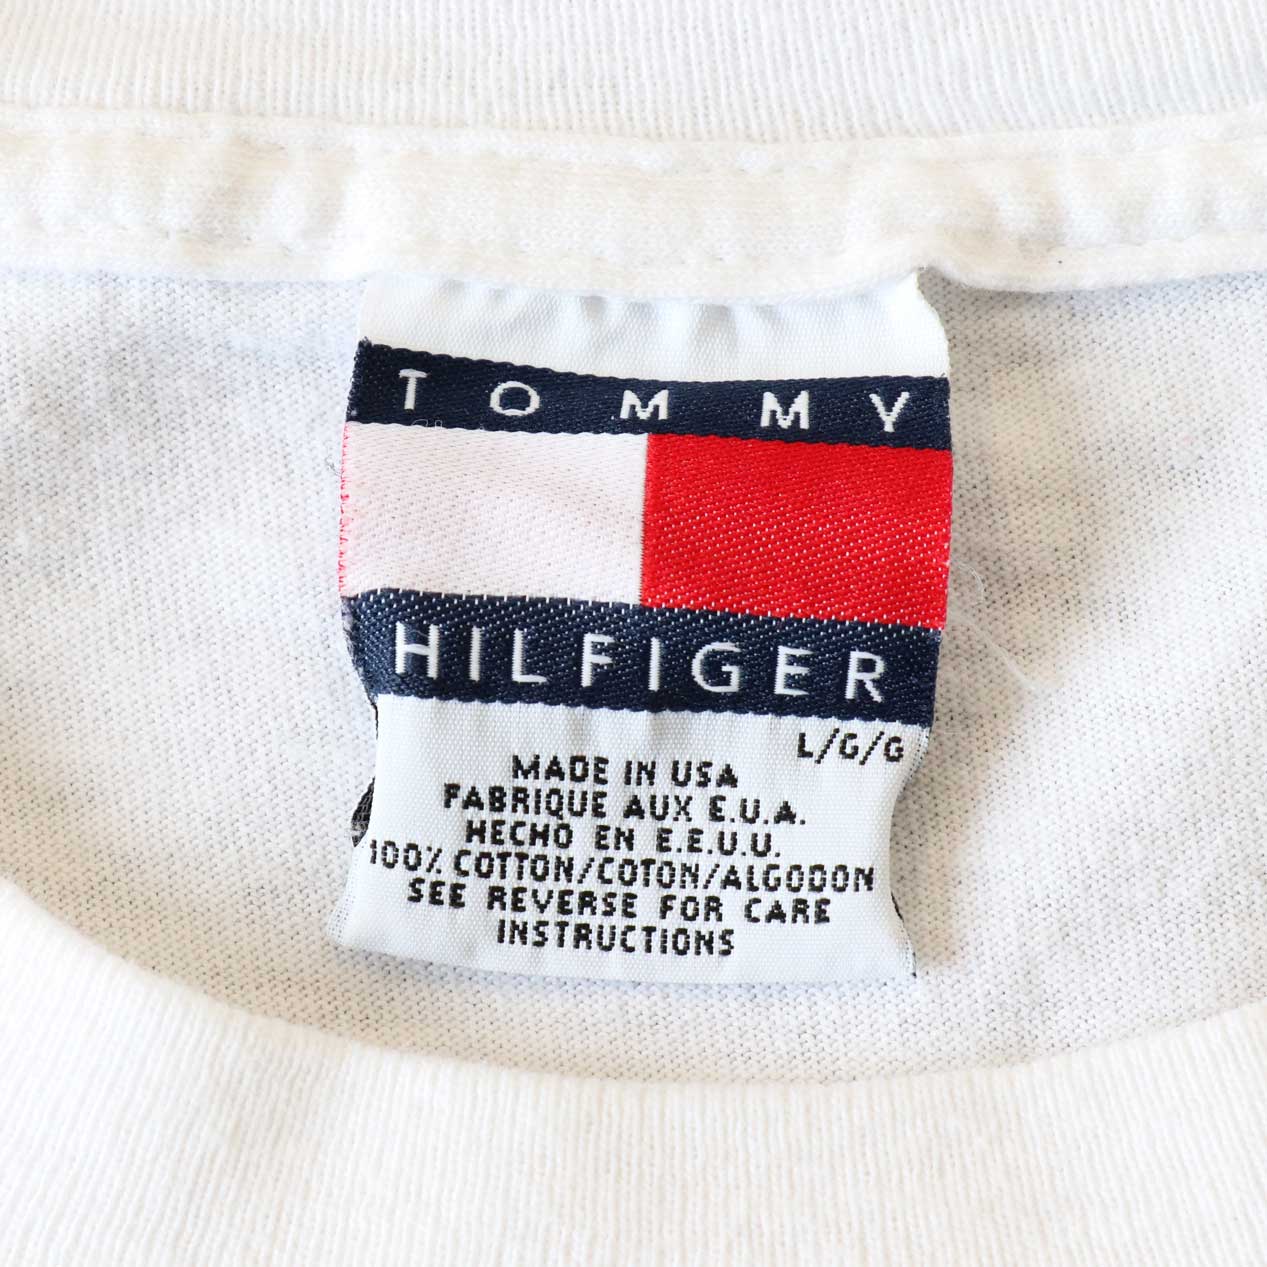 TOMMY
HILFIGER
L/G/G
MADE IN USA
FABRIQUE AUX E.U.A.
HECHO EN E.E.U.U.
100% COTTON/COTON/ALGODON
SEE REVERSE FOR CARE
INSTRUCTIONS